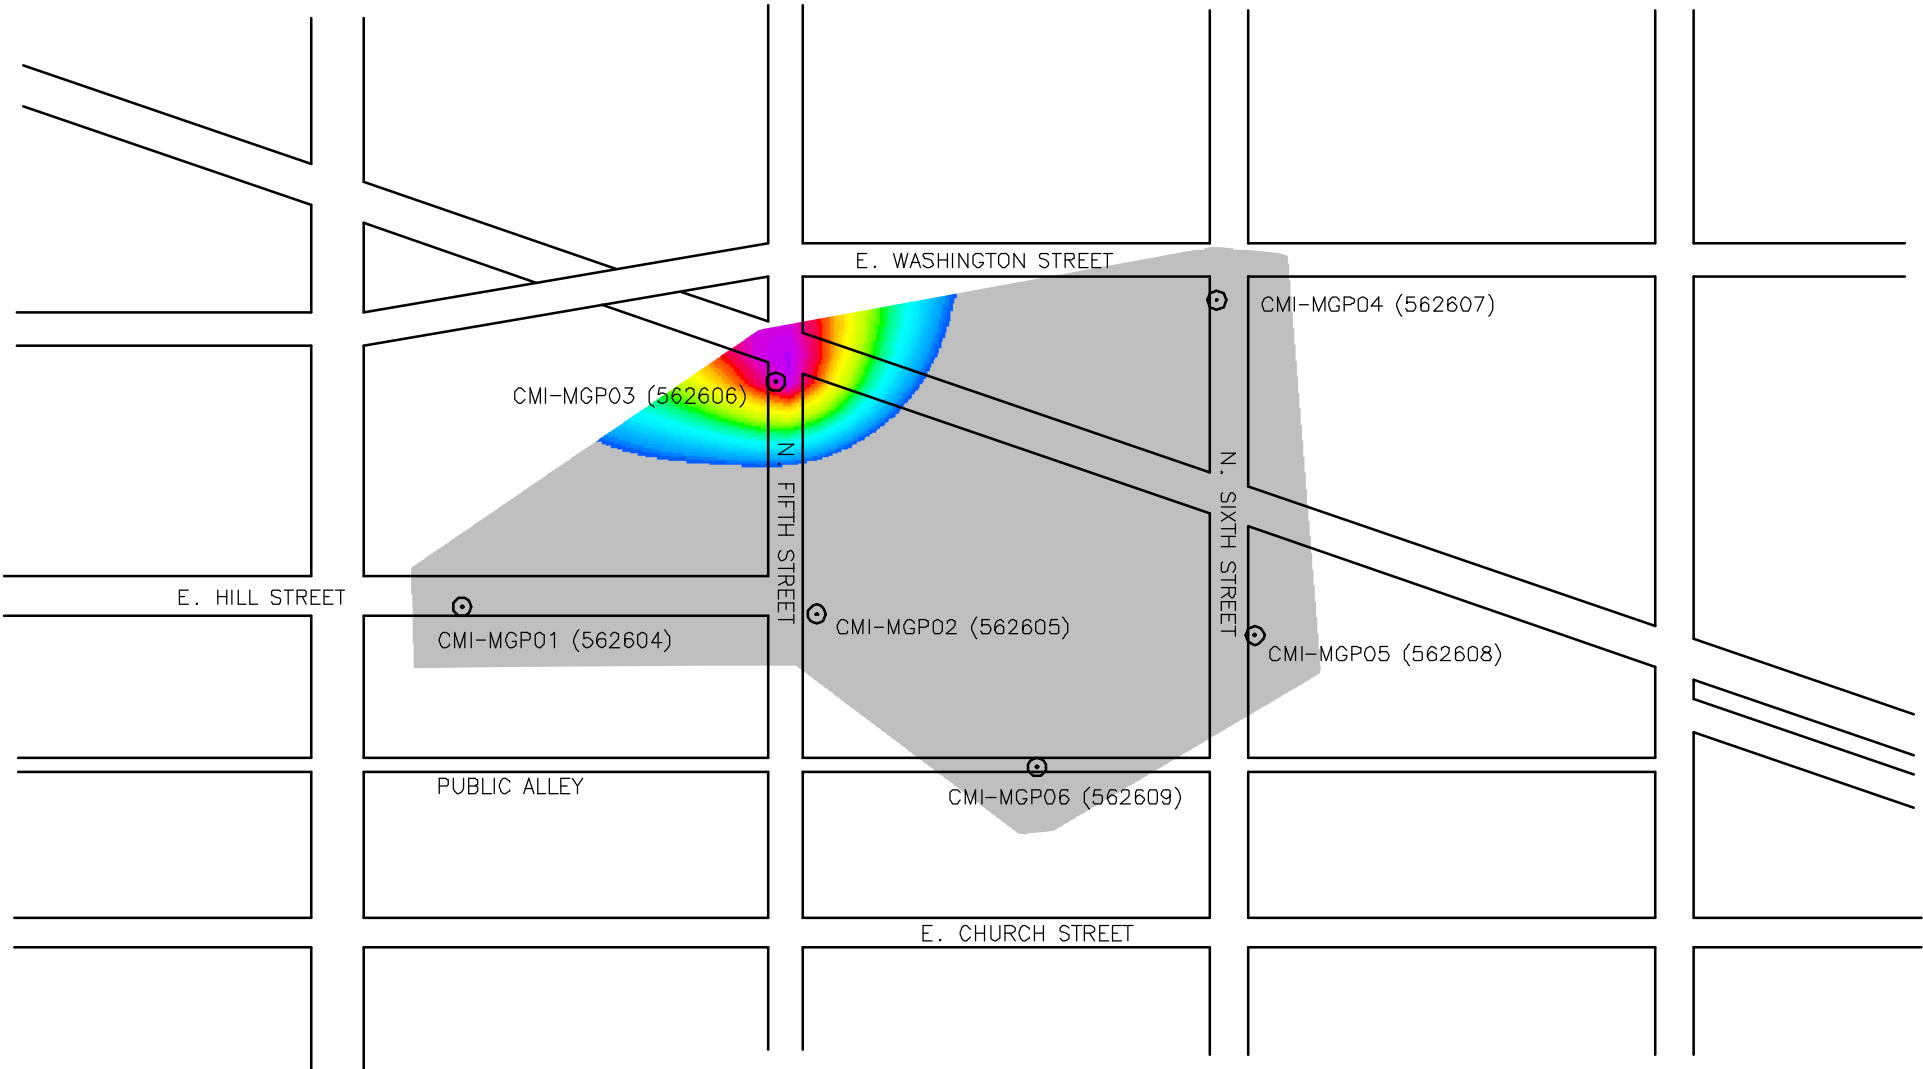 E. WASHINGTON STREET
CMI-MGP04 (562607)
CMI-MGP03 (562606)
N. FIFTH STREET
N. SIXTH STREET
E. HILL STREET
CMI-MGP01 (562604)
CMI-MGP02 (562605)
CMI-MGP05 (562608)
PUBLIC ALLEY
CMI-MGP06 (562609)
E. CHURCH STREET